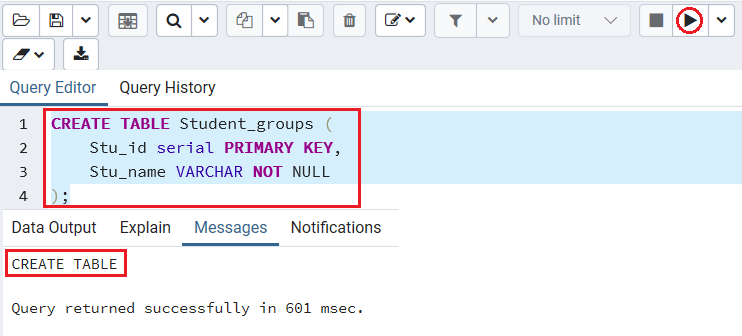 No limit
Query Editor Query History
1 CREATE TABLE Student_groups (
2 Stu_id serial PRIMARY KEY,
3 Stu_name VARCHAR NOT NULL
4 );
Data Output Explain Messages Notifications
CREATE TABLE
Query returned successfully in 601 msec.